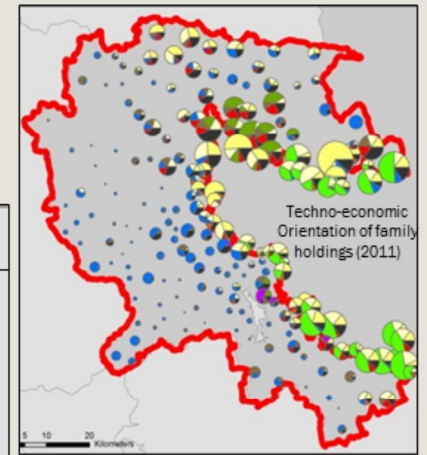 Techno-economic
Orientation of family
holdings (2011)
5 10 20
Kilometers